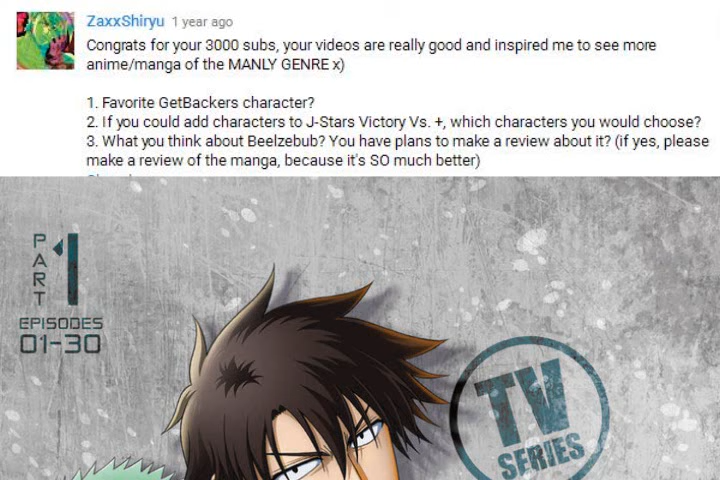 ZaxxShiryu 1 year ago
Congrats for your 3000 subs, your videos are really good and inspired me to see more
anime/manga of the MANLY GENRE x)
1. Favorite GetBackers character?
2. If you could add characters to J-Stars Victory Vs. +, which characters you would choose?
3. What you think about Beelzebub? You have plans to make a review about it? (if yes, please
make a review of the manga, because it's SO much better)
PART 1
EPISODES
01-30
TV
SERIES